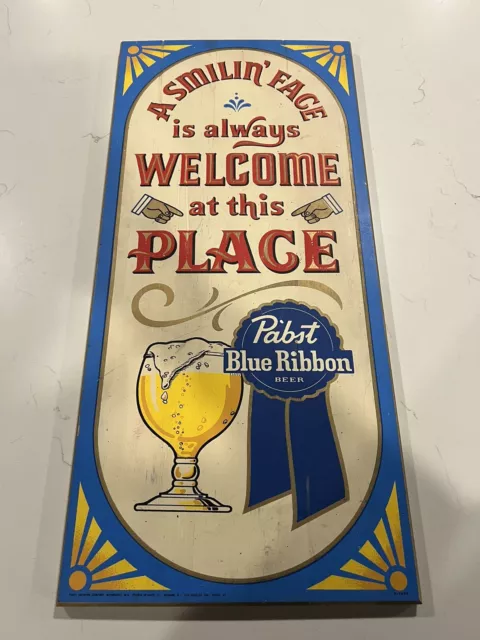 A SMILIN' FACE
is always
WELCOME
at this
PLACE
Pabst
Blue Ribbon
BEER